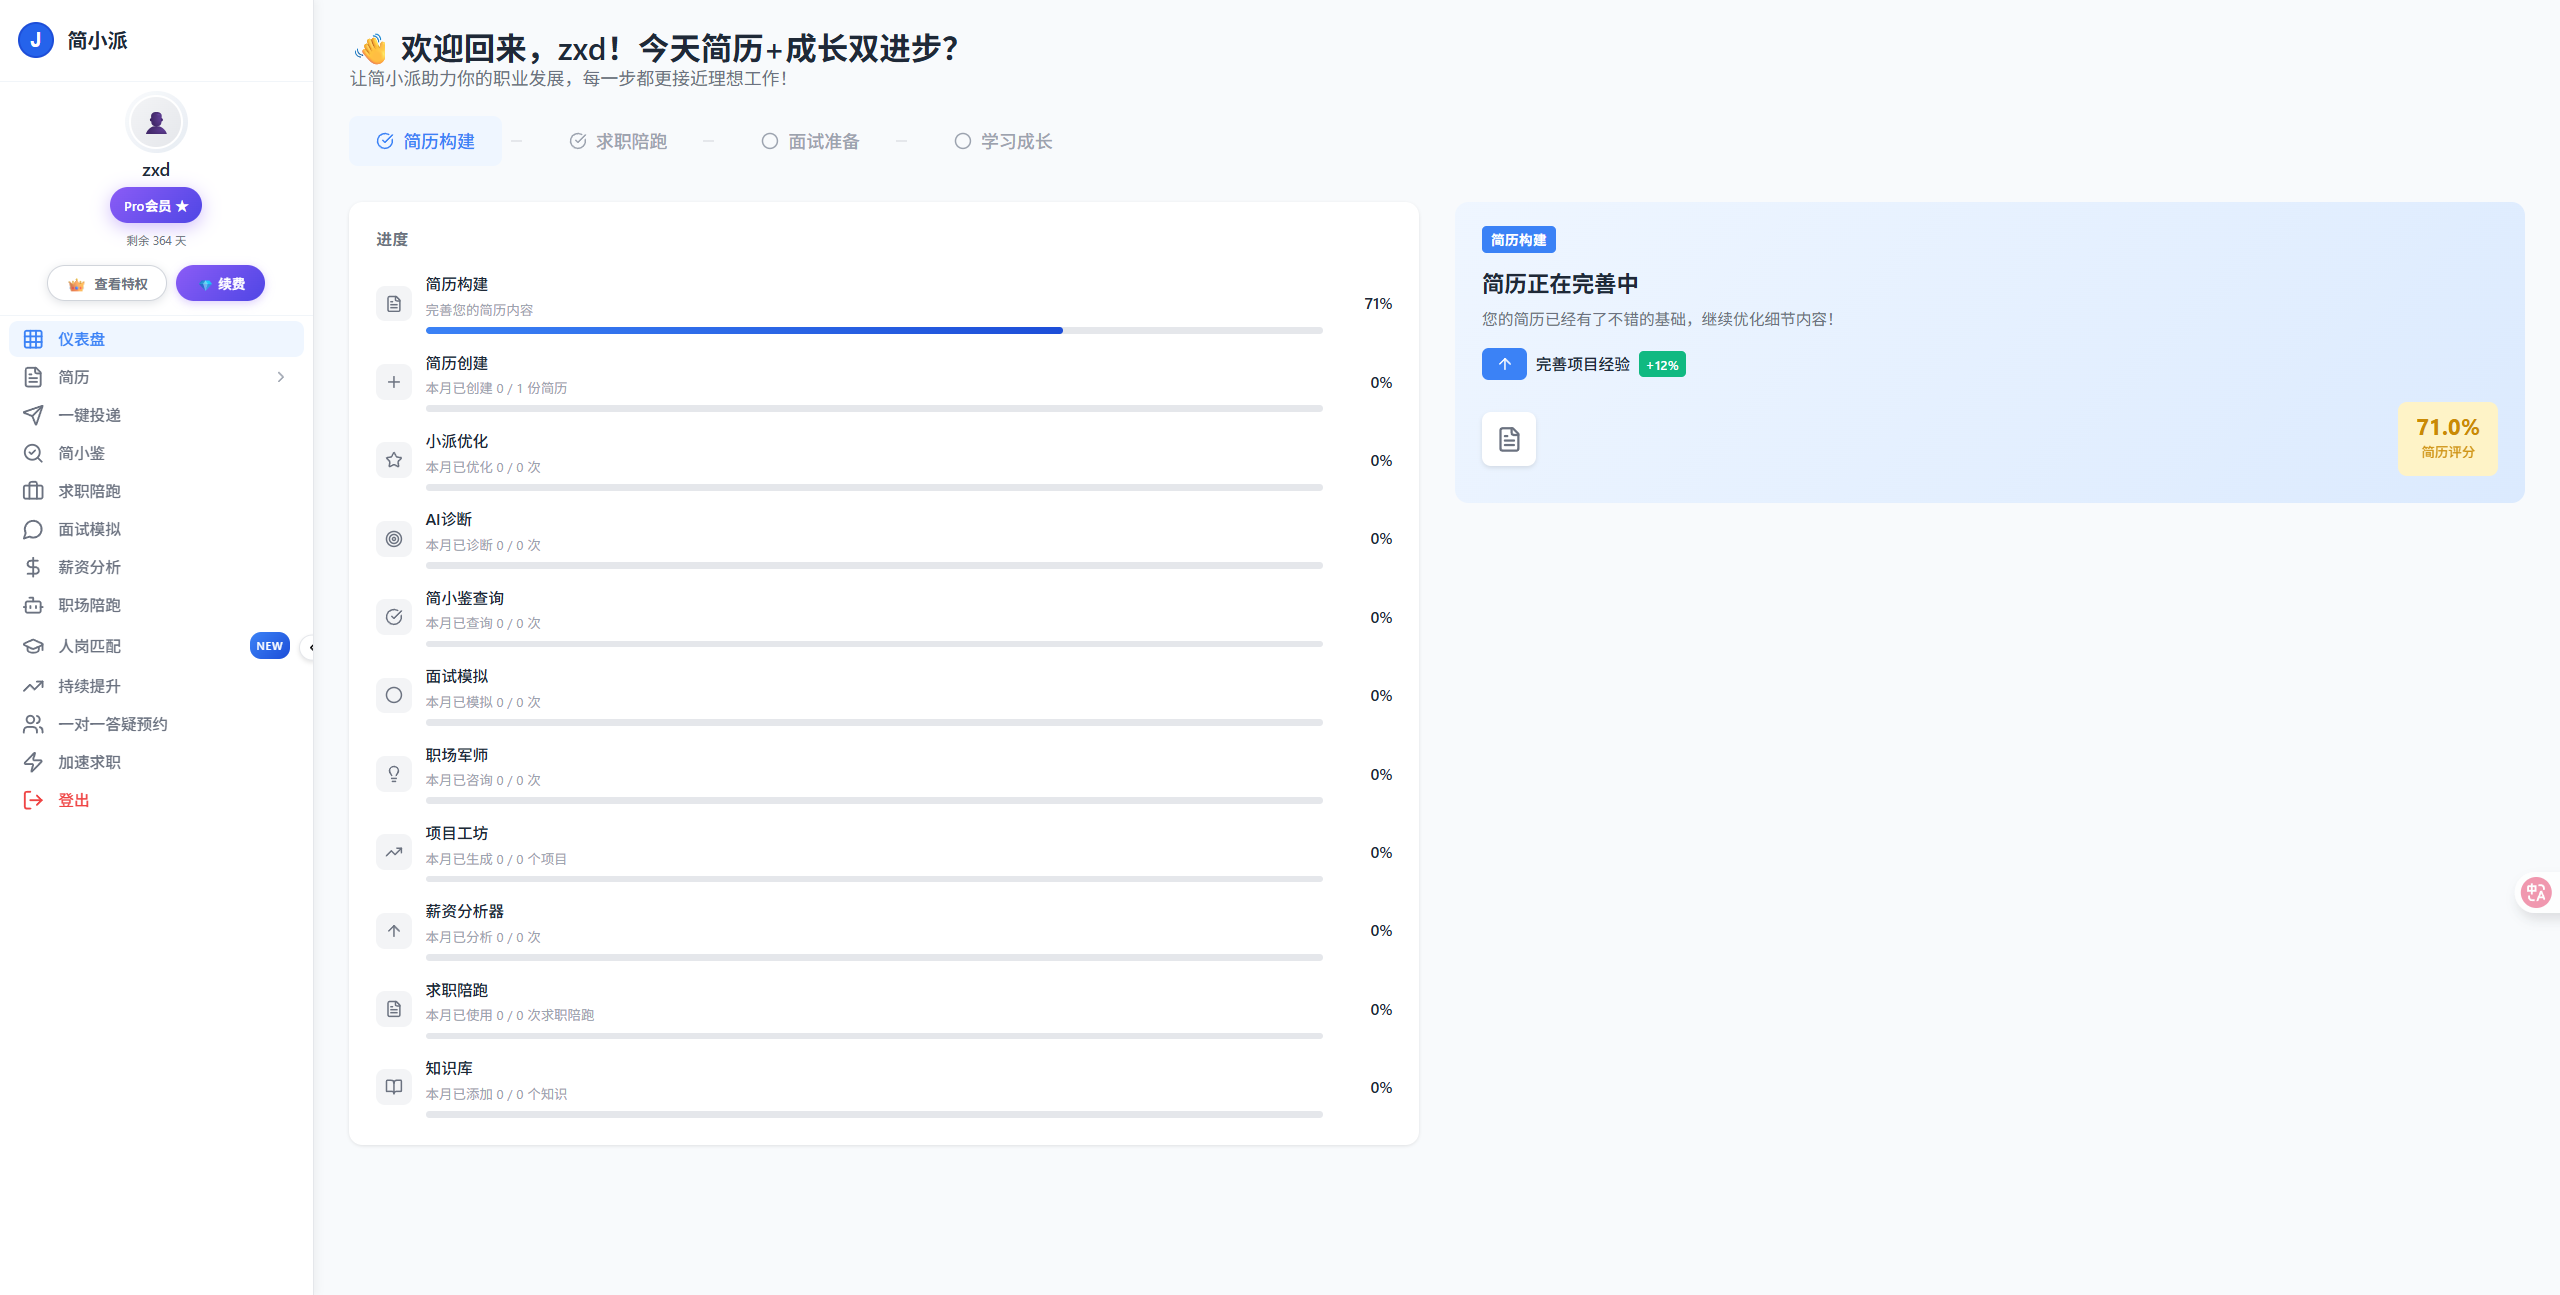 J 简小派
zxd
Pro会员 ★
剩余 364 天
查看特权
续费
仪表盘
简历
一键投递
简小鉴
求职陪跑
面试模拟
薪资分析
职场陪跑
人岗匹配 NEW
持续提升
一对一答疑预约
加速求职
登出
欢迎回来，zxd！今天简历+成长双进步？
让简小派助力你的职业发展，每一步都更接近理想工作！
简历构建
求职陪跑
面试准备
学习成长
进度
简历构建
完善您的简历内容
71%
简历创建
本月已创建 0 / 1 份简历
0%
小派优化
本月已优化 0 / 0 次
0%
AI诊断
本月已诊断 0 / 0 次
0%
简小鉴查询
本月已查询 0 / 0 次
0%
面试模拟
本月已模拟 0 / 0 次
0%
职场军师
本月已咨询 0 / 0 次
0%
项目工坊
本月已生成 0 / 0 个项目
0%
薪资分析器
本月已分析 0 / 0 次
0%
求职陪跑
本月已使用 0 / 0 次求职陪跑
0%
知识库
本月已添加 0 / 0 个知识
0%
简历构建
简历正在完善中
您的简历已经有了不错的基础，继续优化细节内容！
完善项目经验 +12%
71.0%
简历评分
中 A